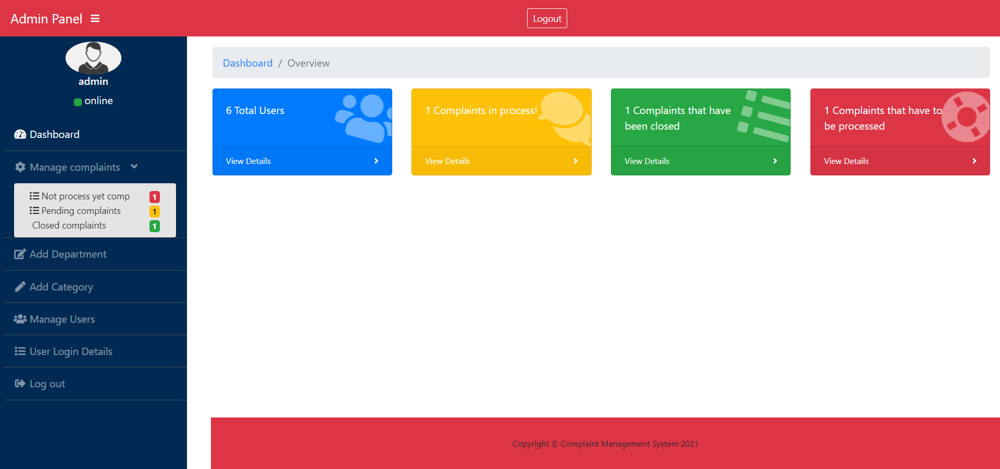 Admin Panel
Logout
admin
online
Dashboard
Manage complaints
Not process yet comp 1
Pending complaints 1
Closed complaints 1
Add Department
Add Category
Manage Users
User Login Details
Log out
Dashboard / Overview
6 Total Users
View Details
1 Complaints in process!
View Details
1 Complaints that have
been closed
View Details
1 Complaints that have to
be processed
View Details
Copyright © Complaint Management System 2021